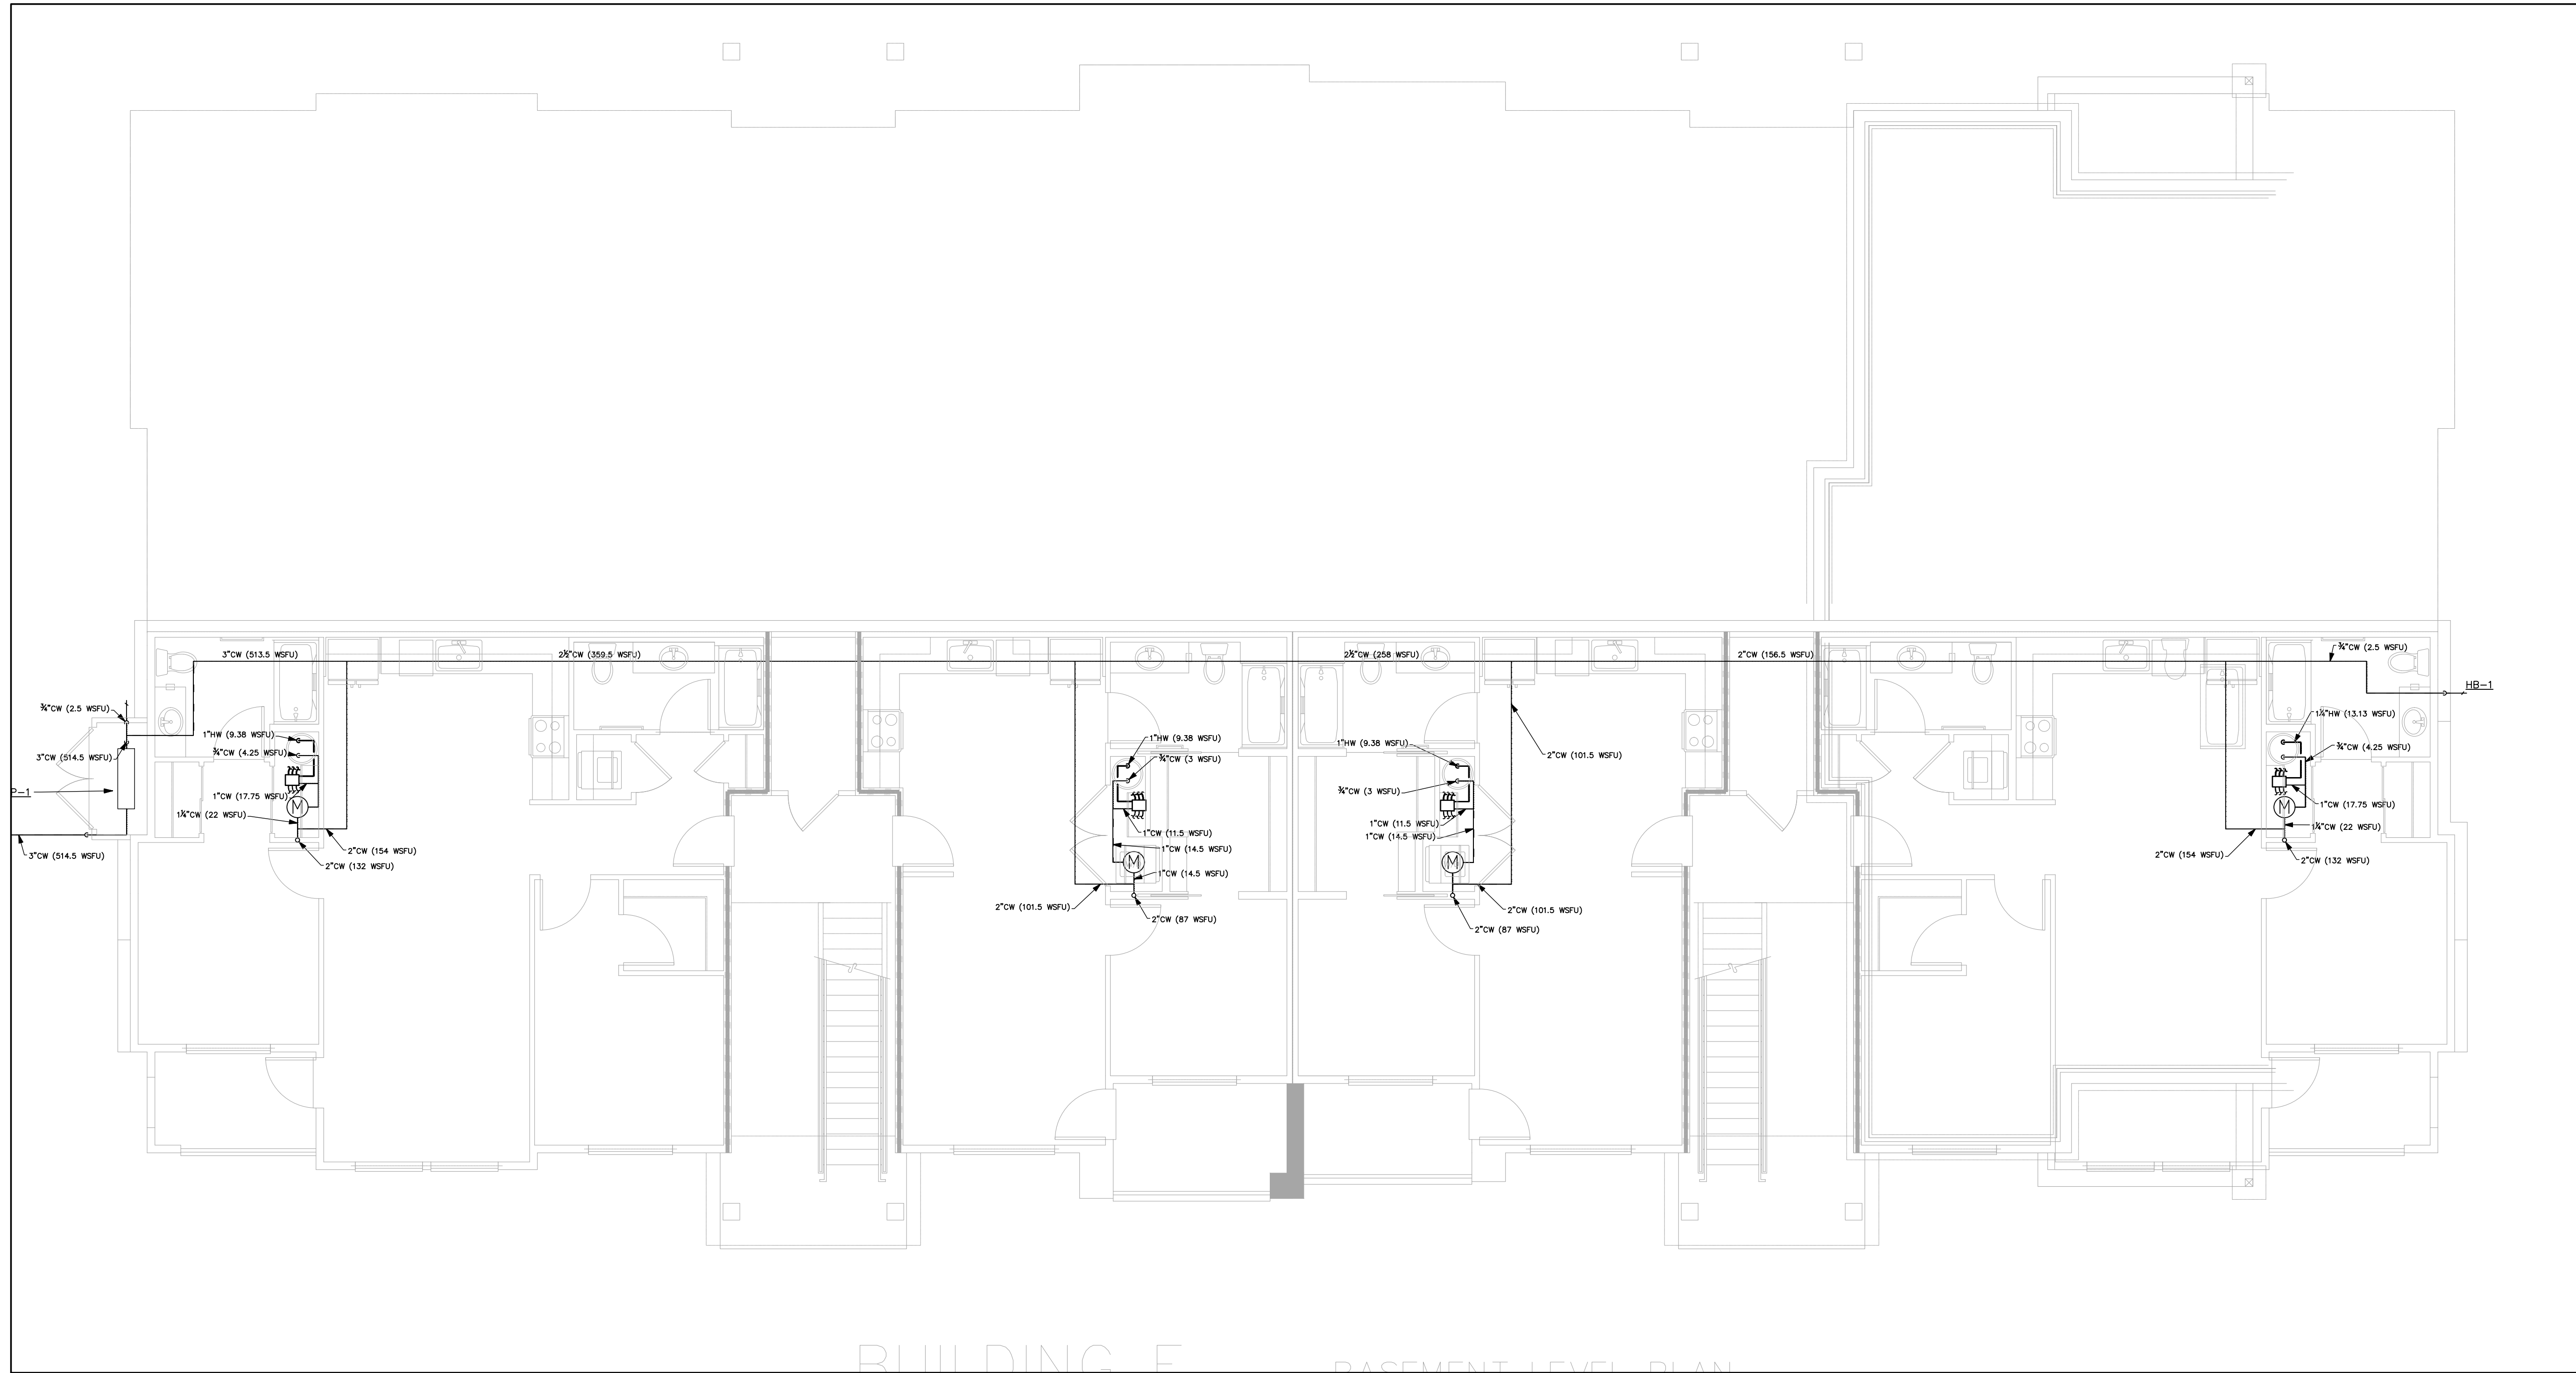 3"CW (513.5 WSFU)
2½"CW (359.5 WSFU)
2½"CW (258 WSFU)
2"CW (156.5 WSFU)
¾"CW (2.5 WSFU)
HB-1
¾"CW (2.5 WSFU)
3"CW (514.5 WSFU)
P-1
3"CW (514.5 WSFU)
1"HW (9.38 WSFU)
¾"CW (4.25 WSFU)
1"CW (17.75 WSFU)
M
1¼"CW (22 WSFU)
2"CW (154 WSFU)
2"CW (132 WSFU)
1"HW (9.38 WSFU)
¾"CW (3 WSFU)
1"CW (11.5 WSFU)
1"CW (14.5 WSFU)
M
1"CW (14.5 WSFU)
2"CW (101.5 WSFU)
2"CW (87 WSFU)
2"CW (101.5 WSFU)
1"HW (9.38 WSFU)
¾"CW (3 WSFU)
1"CW (11.5 WSFU)
1"CW (14.5 WSFU)
M
2"CW (101.5 WSFU)
2"CW (87 WSFU)
1¼"HW (13.13 WSFU)
¾"CW (4.25 WSFU)
1"CW (17.75 WSFU)
M
1¼"CW (22 WSFU)
2"CW (154 WSFU)
2"CW (132 WSFU)
BUILDING E
BASEMENT LEVEL PLAN